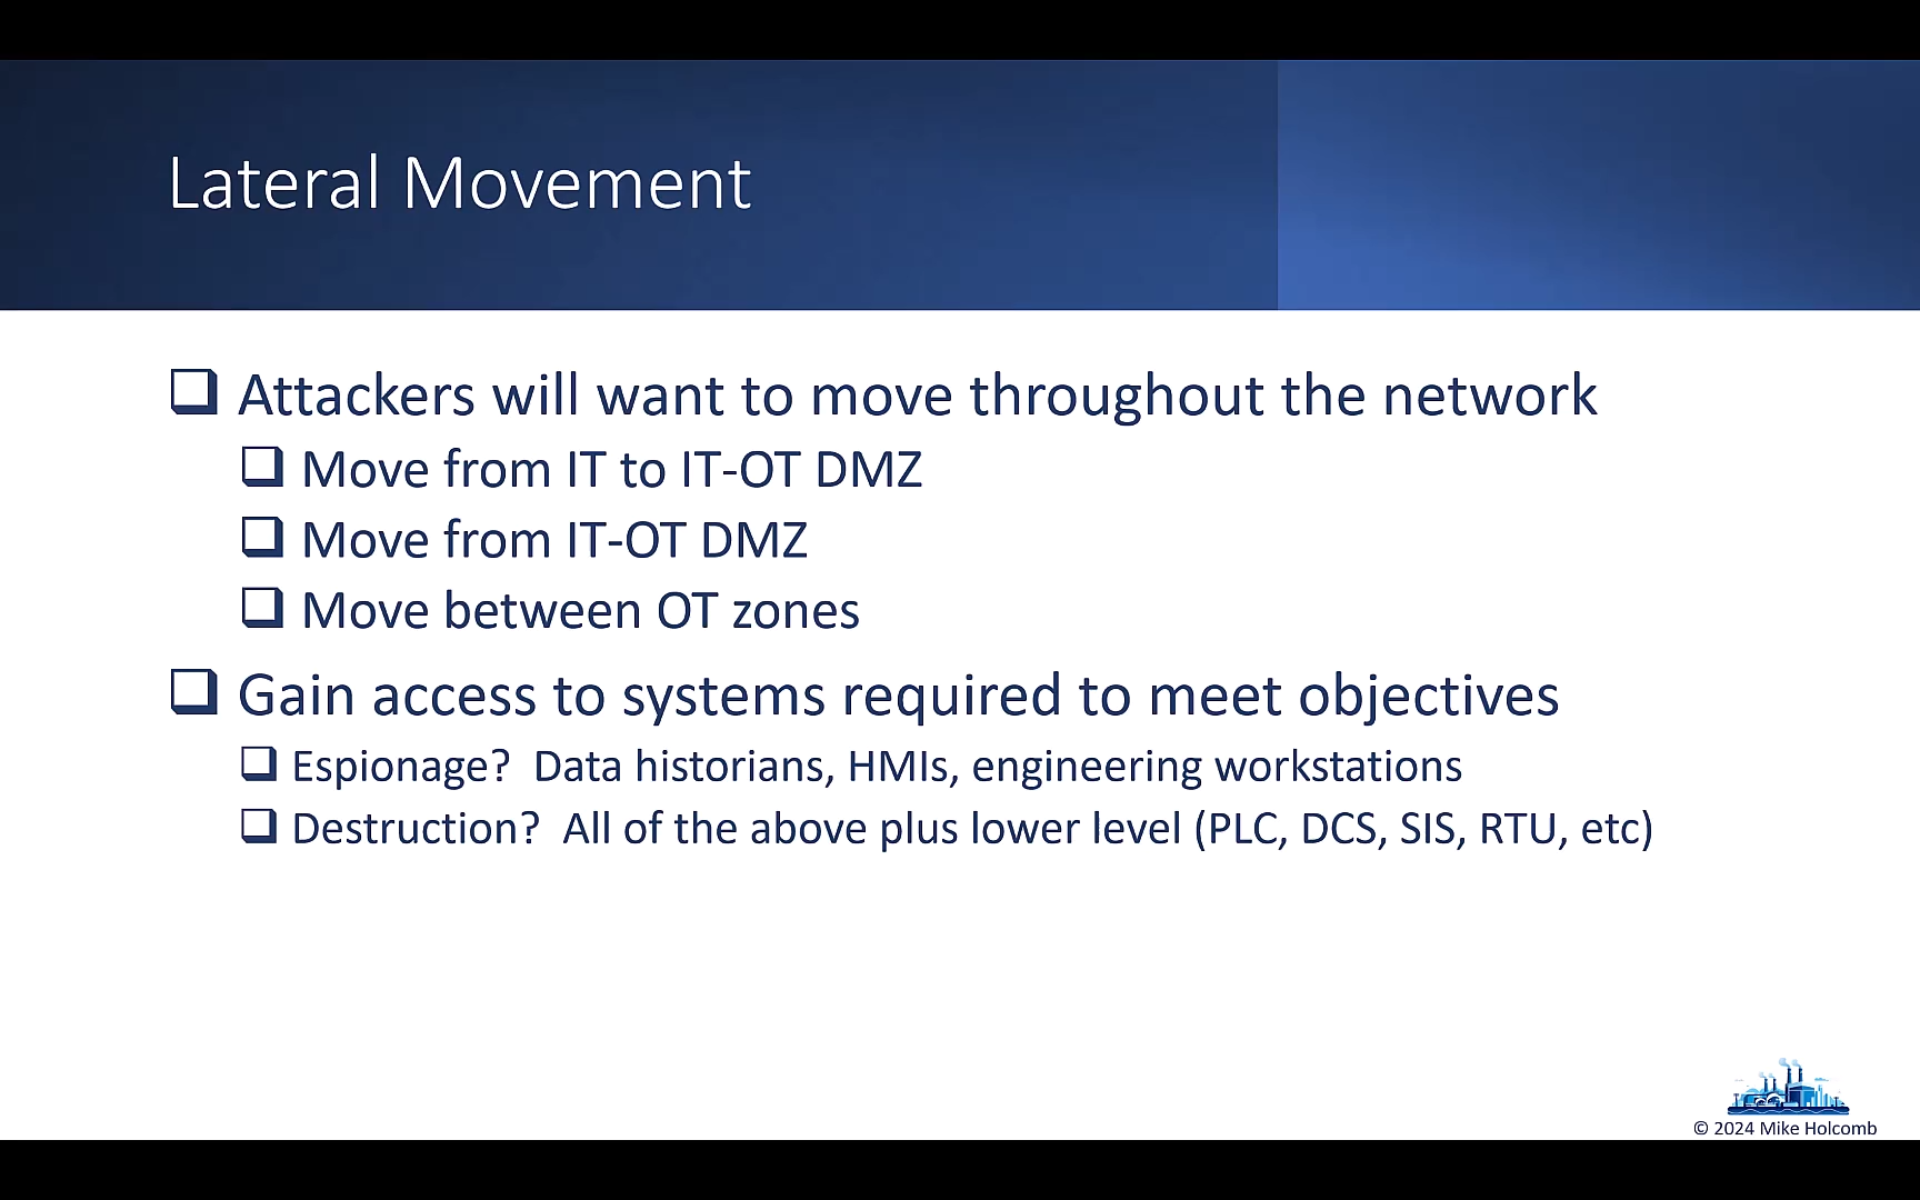 Lateral Movement
Attackers will want to move throughout the network
Move from IT to IT-OT DMZ
Move from IT-OT DMZ
Move between OT zones
Gain access to systems required to meet objectives
Espionage?  Data historians, HMIs, engineering workstations
Destruction?  All of the above plus lower level (PLC, DCS, SIS, RTU, etc)
© 2024 Mike Holcomb